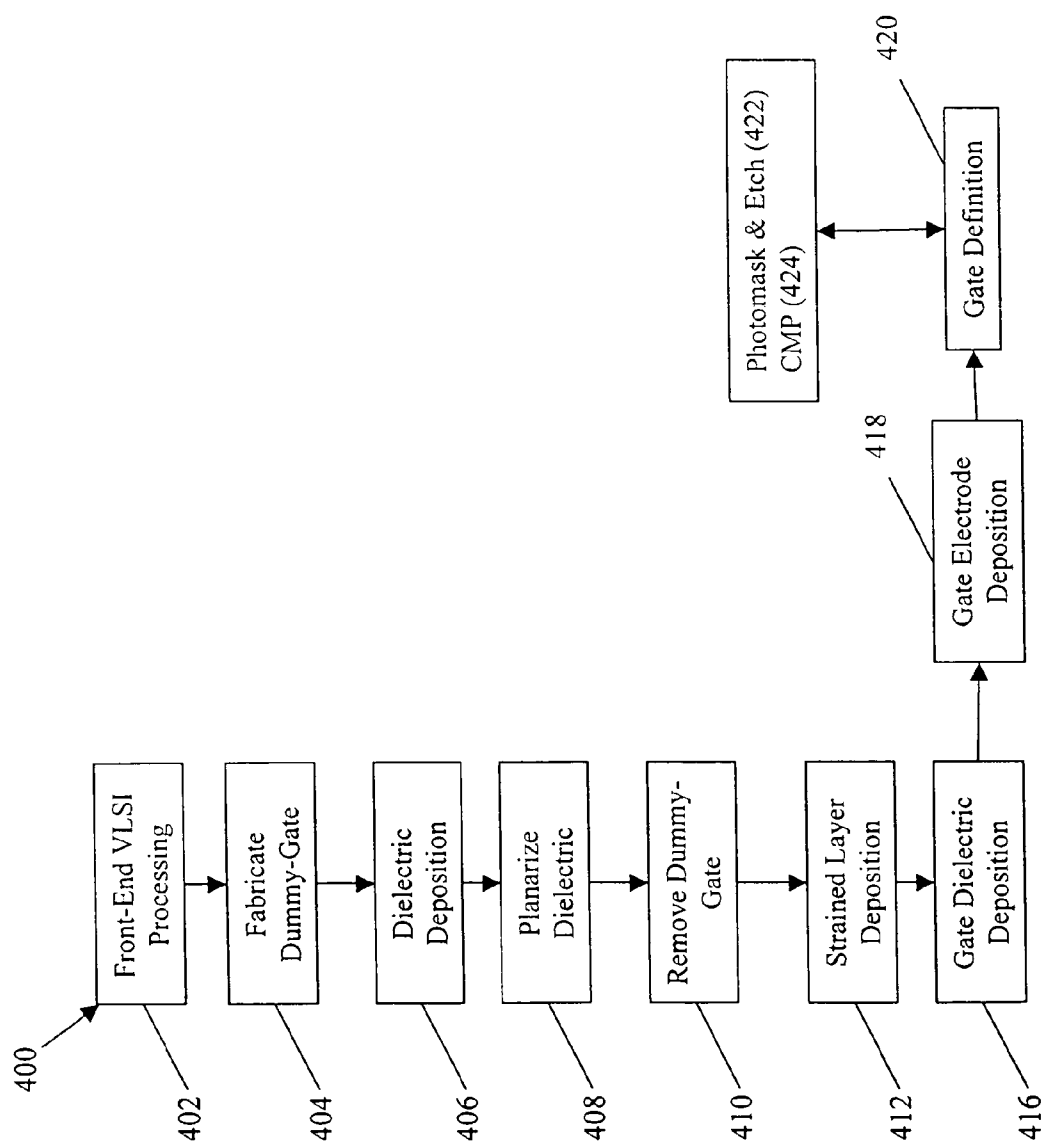 400
402
Front-End VLSI
Processing
404
Fabricate
Dummy-Gate
406
Dielectric
Deposition
408
Planarize
Dielectric
410
Remove Dummy-
Gate
412
Strained Layer
Deposition
416
Gate Dielectric
Deposition
418
Gate Electrode
Deposition
420
Gate Definition
Photomask & Etch (422)
CMP (424)